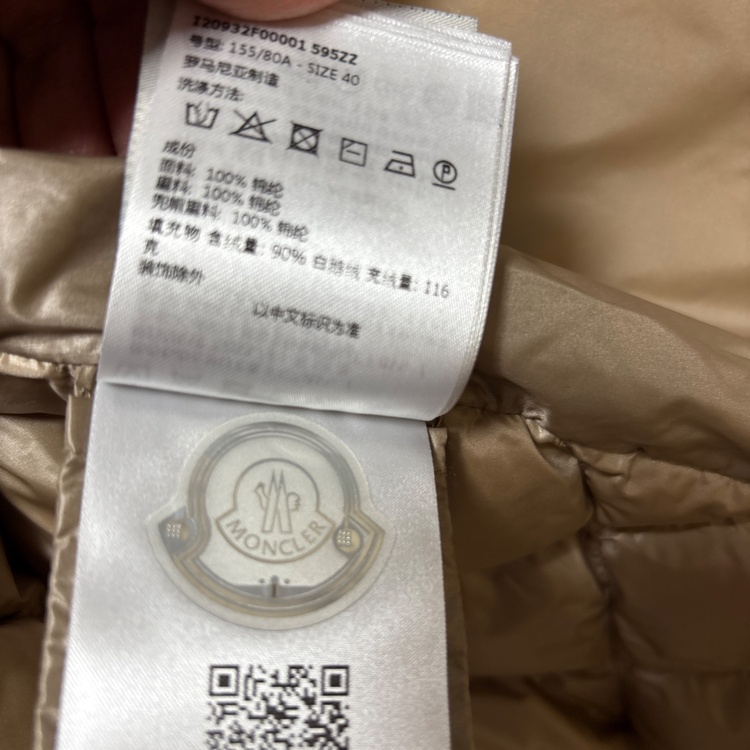 I20932F00001 595ZZ
号型: 155/80A - SIZE 40
罗马尼亚制造
洗涤方法:
P
成份
面料: 100% 锦纶
里料: 100% 锦纶
兜帽里料: 100% 锦纶
填充物 含绒量: 90% 白鸭绒 充绒量: 116
克
装饰除外
以中文标识为准
MONCLER